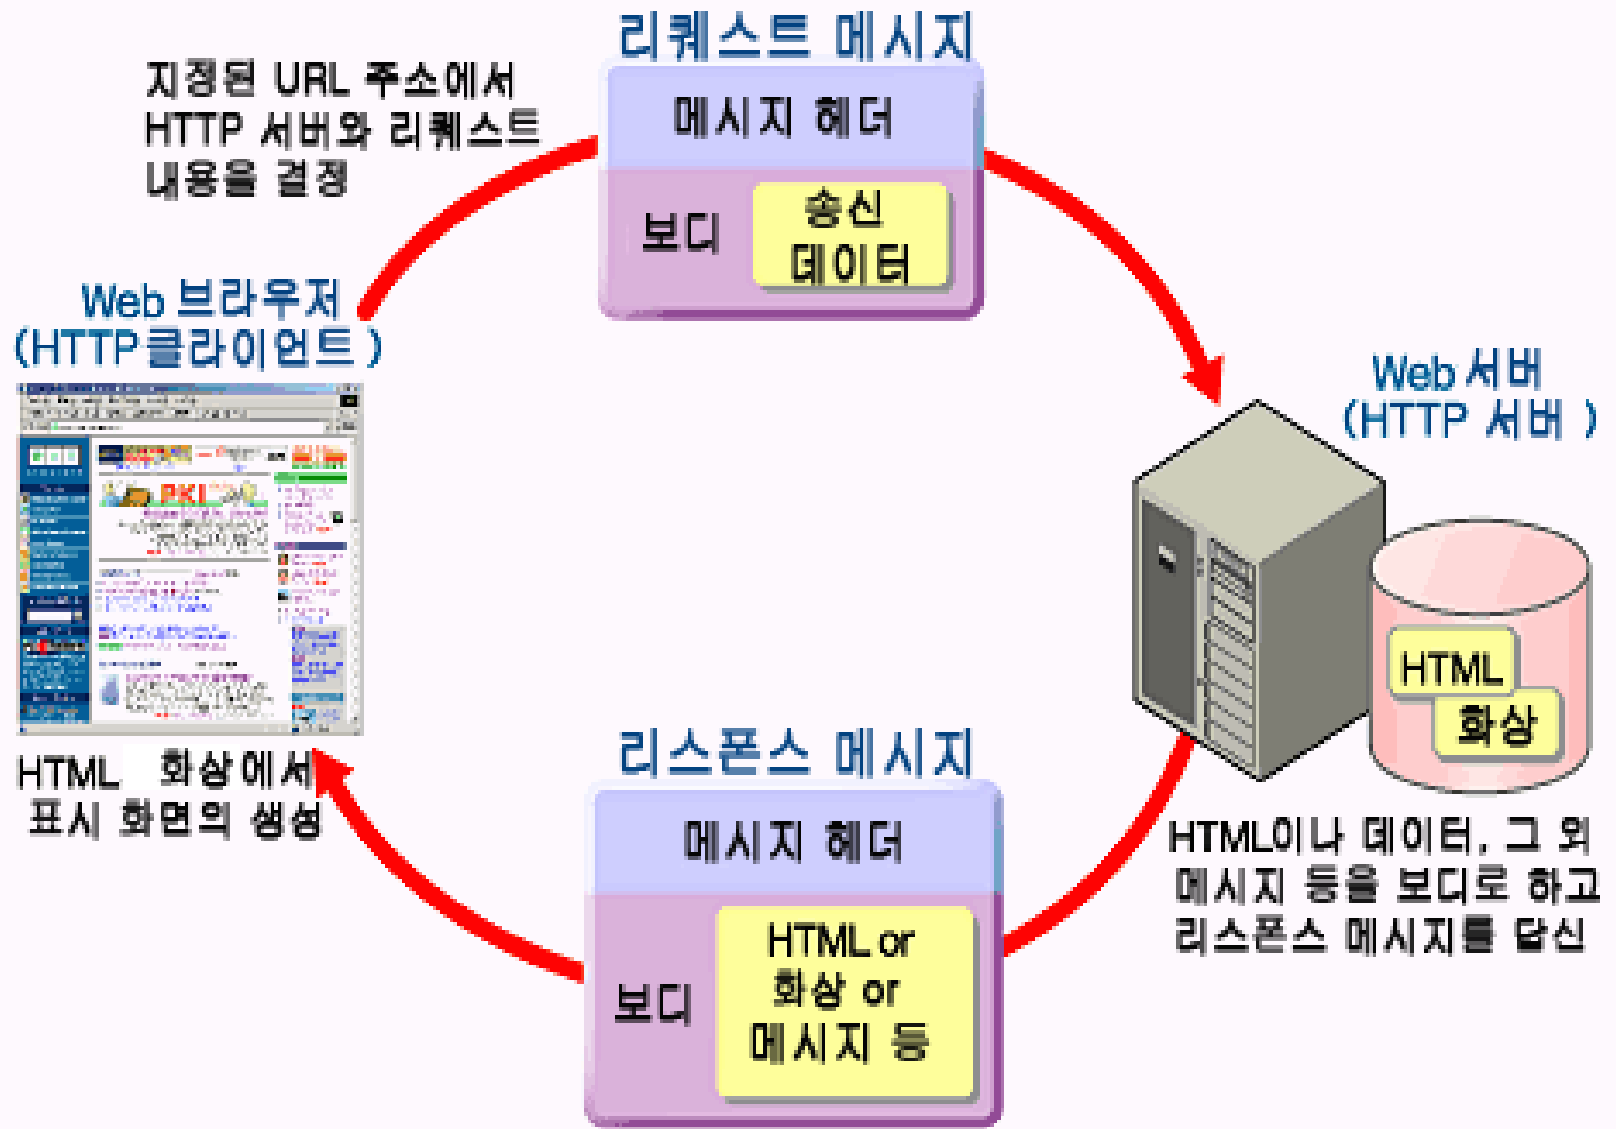 리퀘스트 메시지
지정된 URL 주소에서
HTTP 서버와 리퀘스트
내용을 결정
메시지 헤더
보디
송신
데이터
Web 브라우저
(HTTP 클라이언트)
Web 서버
(HTTP 서버)
PKI
HTML
화상
HTML 화상에서
표시 화면의 생성
리스폰스 메시지
메시지 헤더
보디
HTML or
화상 or
메시지 등
HTML이나 데이터, 그 외
메시지 등을 보디로 하고
리스폰스 메시지를 답신